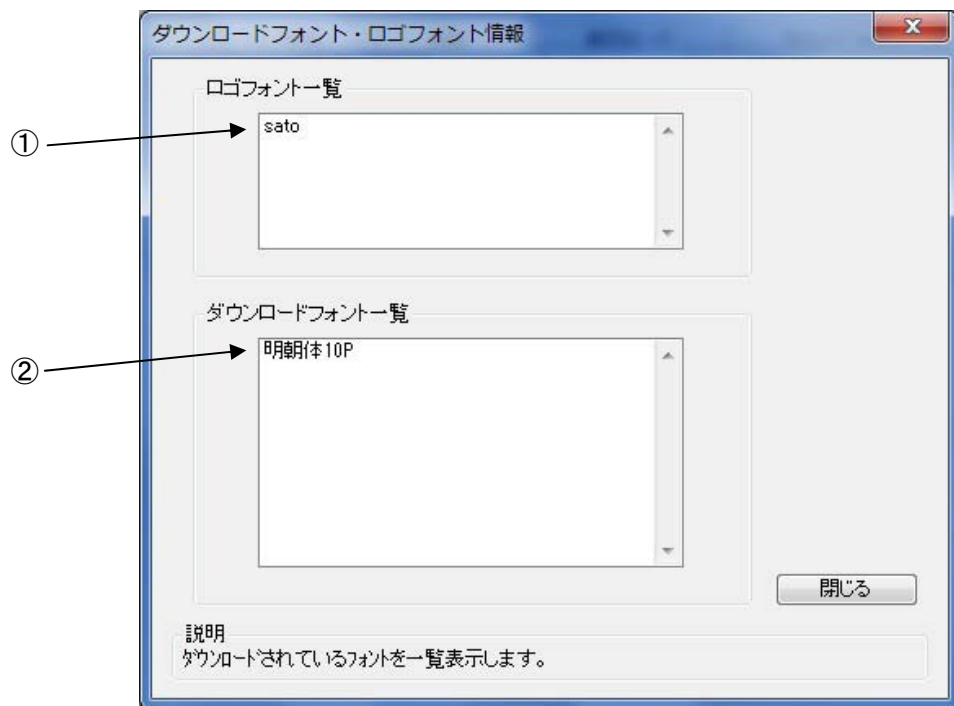 ダウンロードフォント・ロゴフォント情報
ロゴフォント一覧
① sato
ダウンロードフォント一覧
② 明朝体10P
閉じる
説明
ダウンロードされているフォントを一覧表示します。